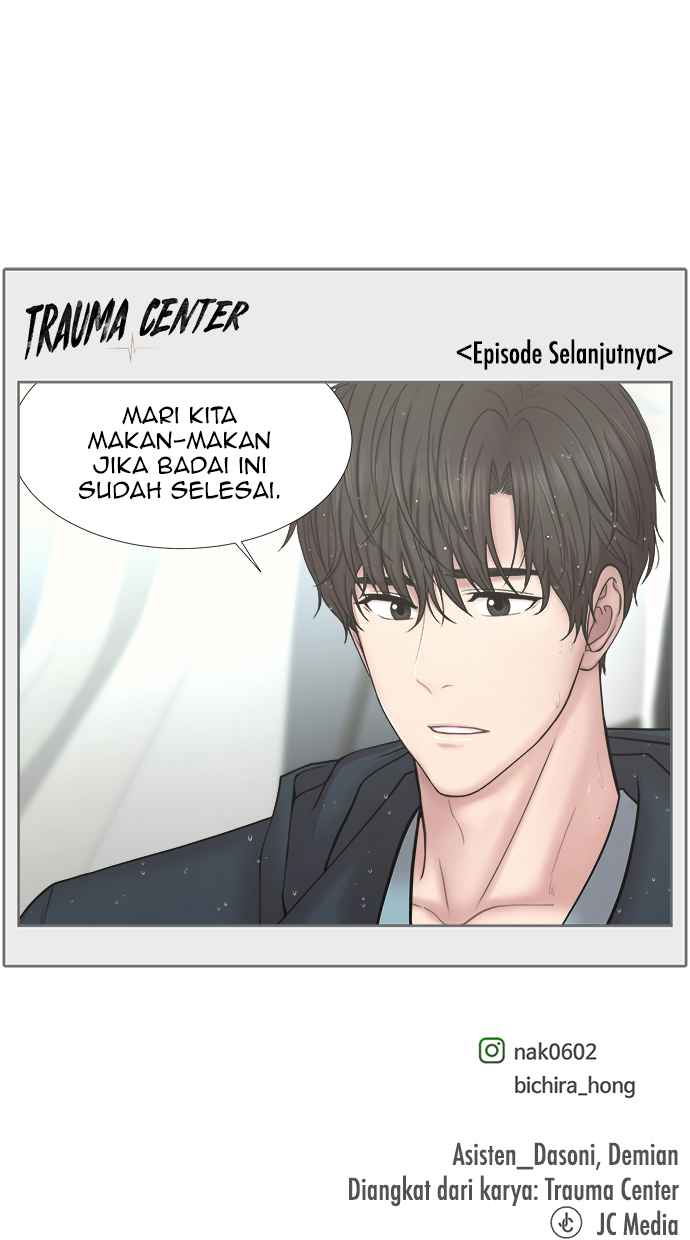 TRAUMA CENTER
<Episode Selanjutnya>
MARI KITA
MAKAN-MAKAN
JIKA BADAI INI
SUDAH SELESAI.
nak0602
bichira_hong
Asisten_Dasoni, Demian
Diangkat dari karya: Trauma Center
JC JC Media